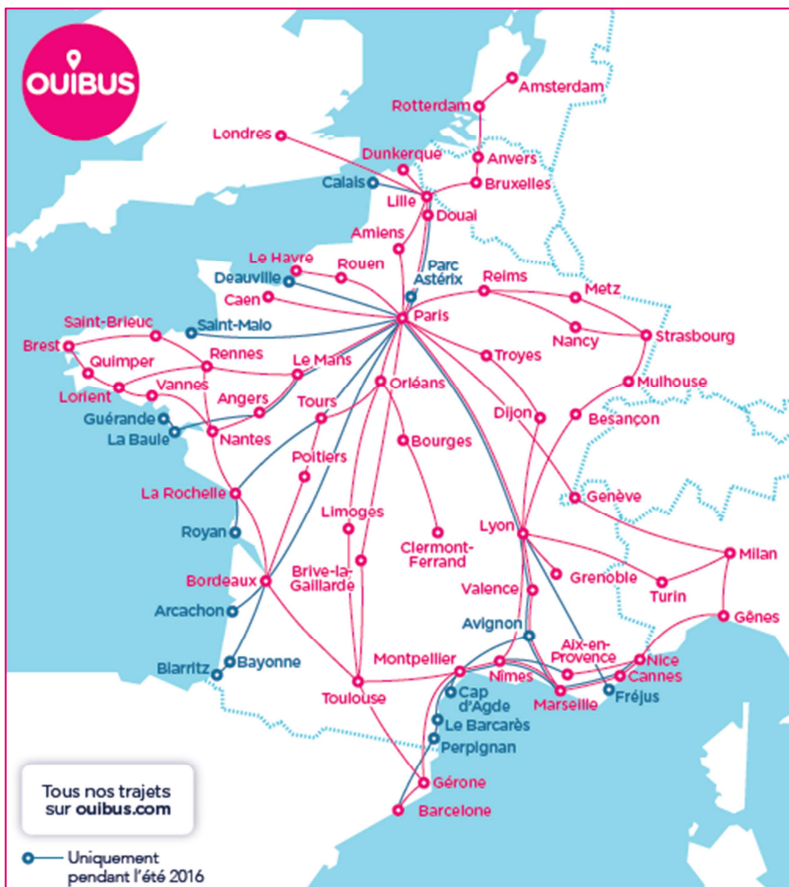 OUIBUS
Amsterdam
Rotterdam
Londres
Dunkerque
Anvers
Calais
Bruxelles
Lille
Douai
Amiens
Le Havre
Rouen
Parc
Astérix
Reims
Metz
Deauville
Caen
Paris
Saint-Brieuc
Saint-Malo
Nancy
Strasbourg
Brest
Rennes
Le Mans
Troyes
Quimper
Orléans
Mulhouse
Lorient
Vannes
Angers
Tours
Dijon
Besançon
Guérande
La Baule
Nantes
Bourges
Poitiers
La Rochelle
Genève
Limoges
Lyon
Royan
Clermont-
Ferrand
Milan
Brive-la-
Gaillarde
Grenoble
Bordeaux
Valence
Turin
Arcachon
Avignon
Gênes
Aix-en-
Provence
Montpellier
Nice
Biarritz
Bayonne
Nîmes
Cannes
Toulouse
Cap
d'Agde
Marseille
Fréjus
Le Barcarès
Perpignan
Gérone
Barcelone
Tous nos trajets
sur ouibus.com
Uniquement
pendant l'été 2016